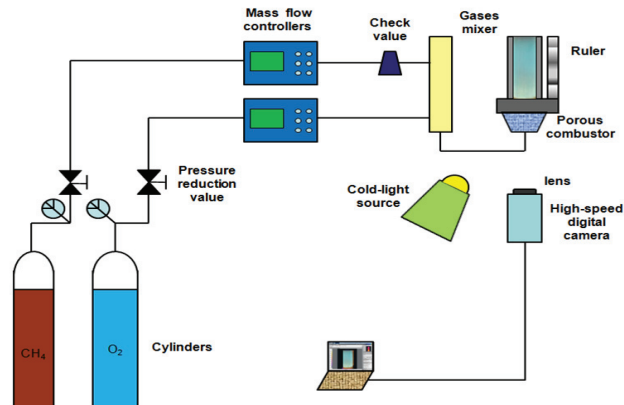 Mass flow
controllers
Check
value
Gases
mixer
Ruler
Porous
combustor
Pressure
reduction
value
Cold-light
source
lens
High-speed
digital
camera
CH4
O2
Cylinders